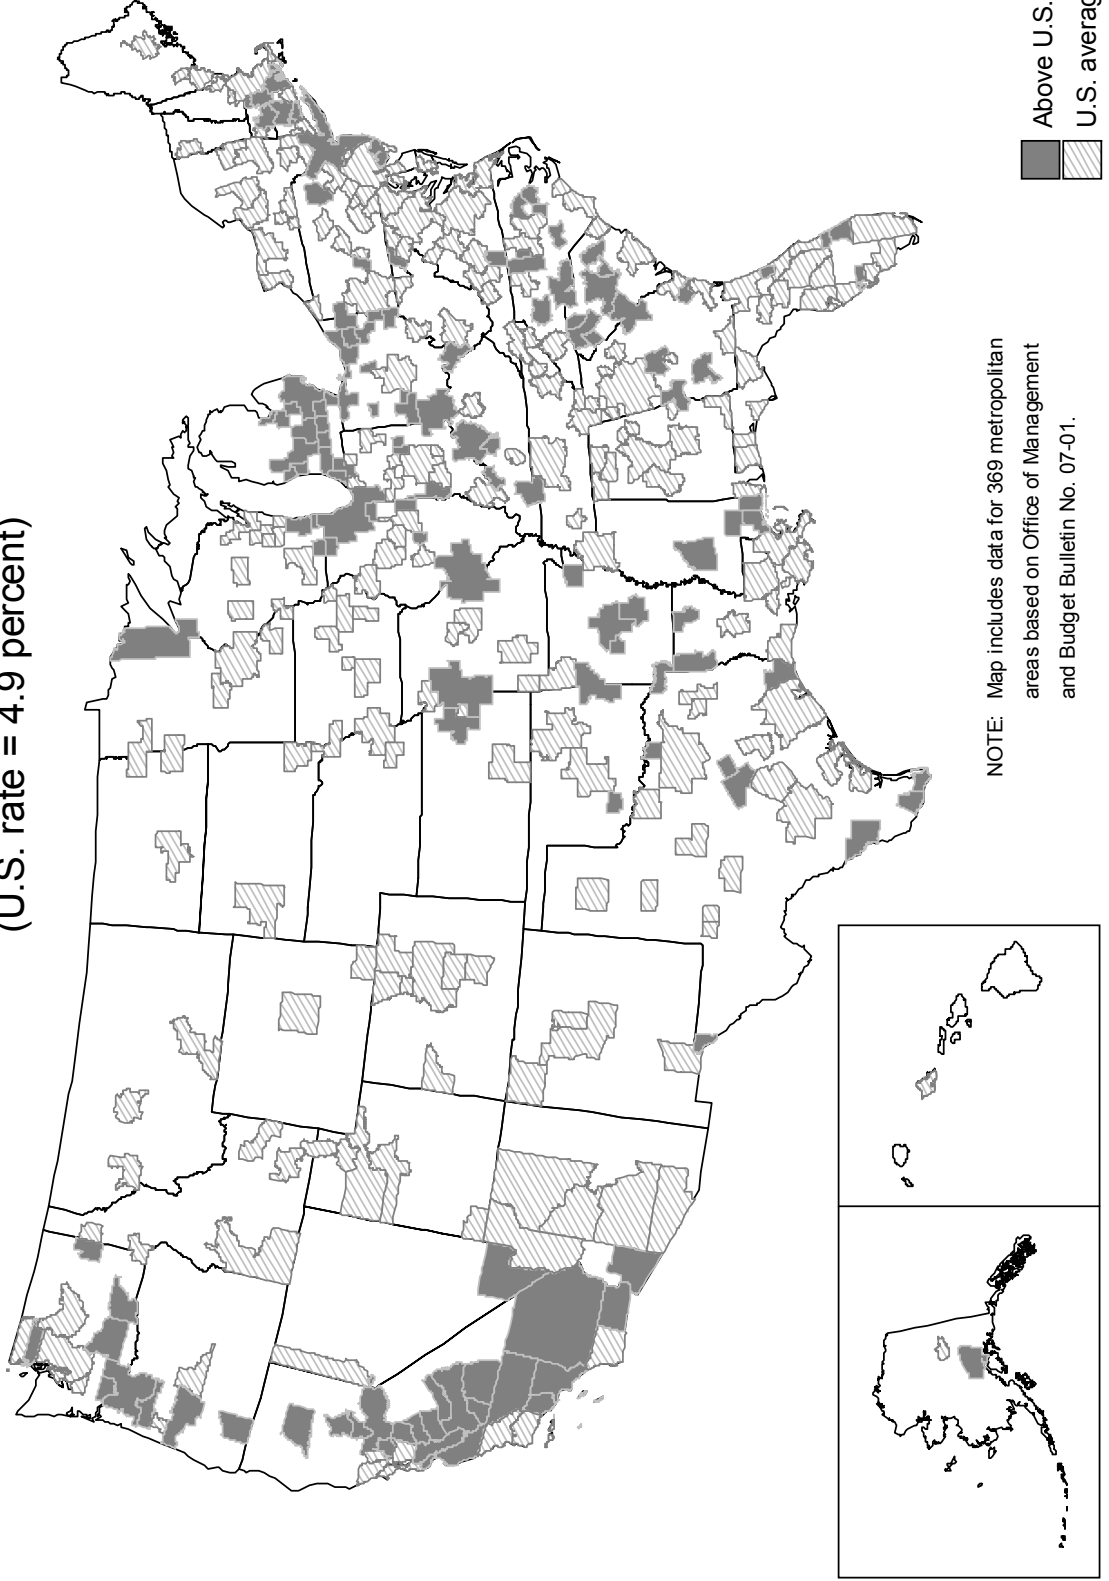 (U.S. rate = 4.9 percent)
Above U.S.
U.S.
NOTE: Map includes data for 369 metropolitan
areas based on Office of Management
and Budget Bulletin No. 07-01.